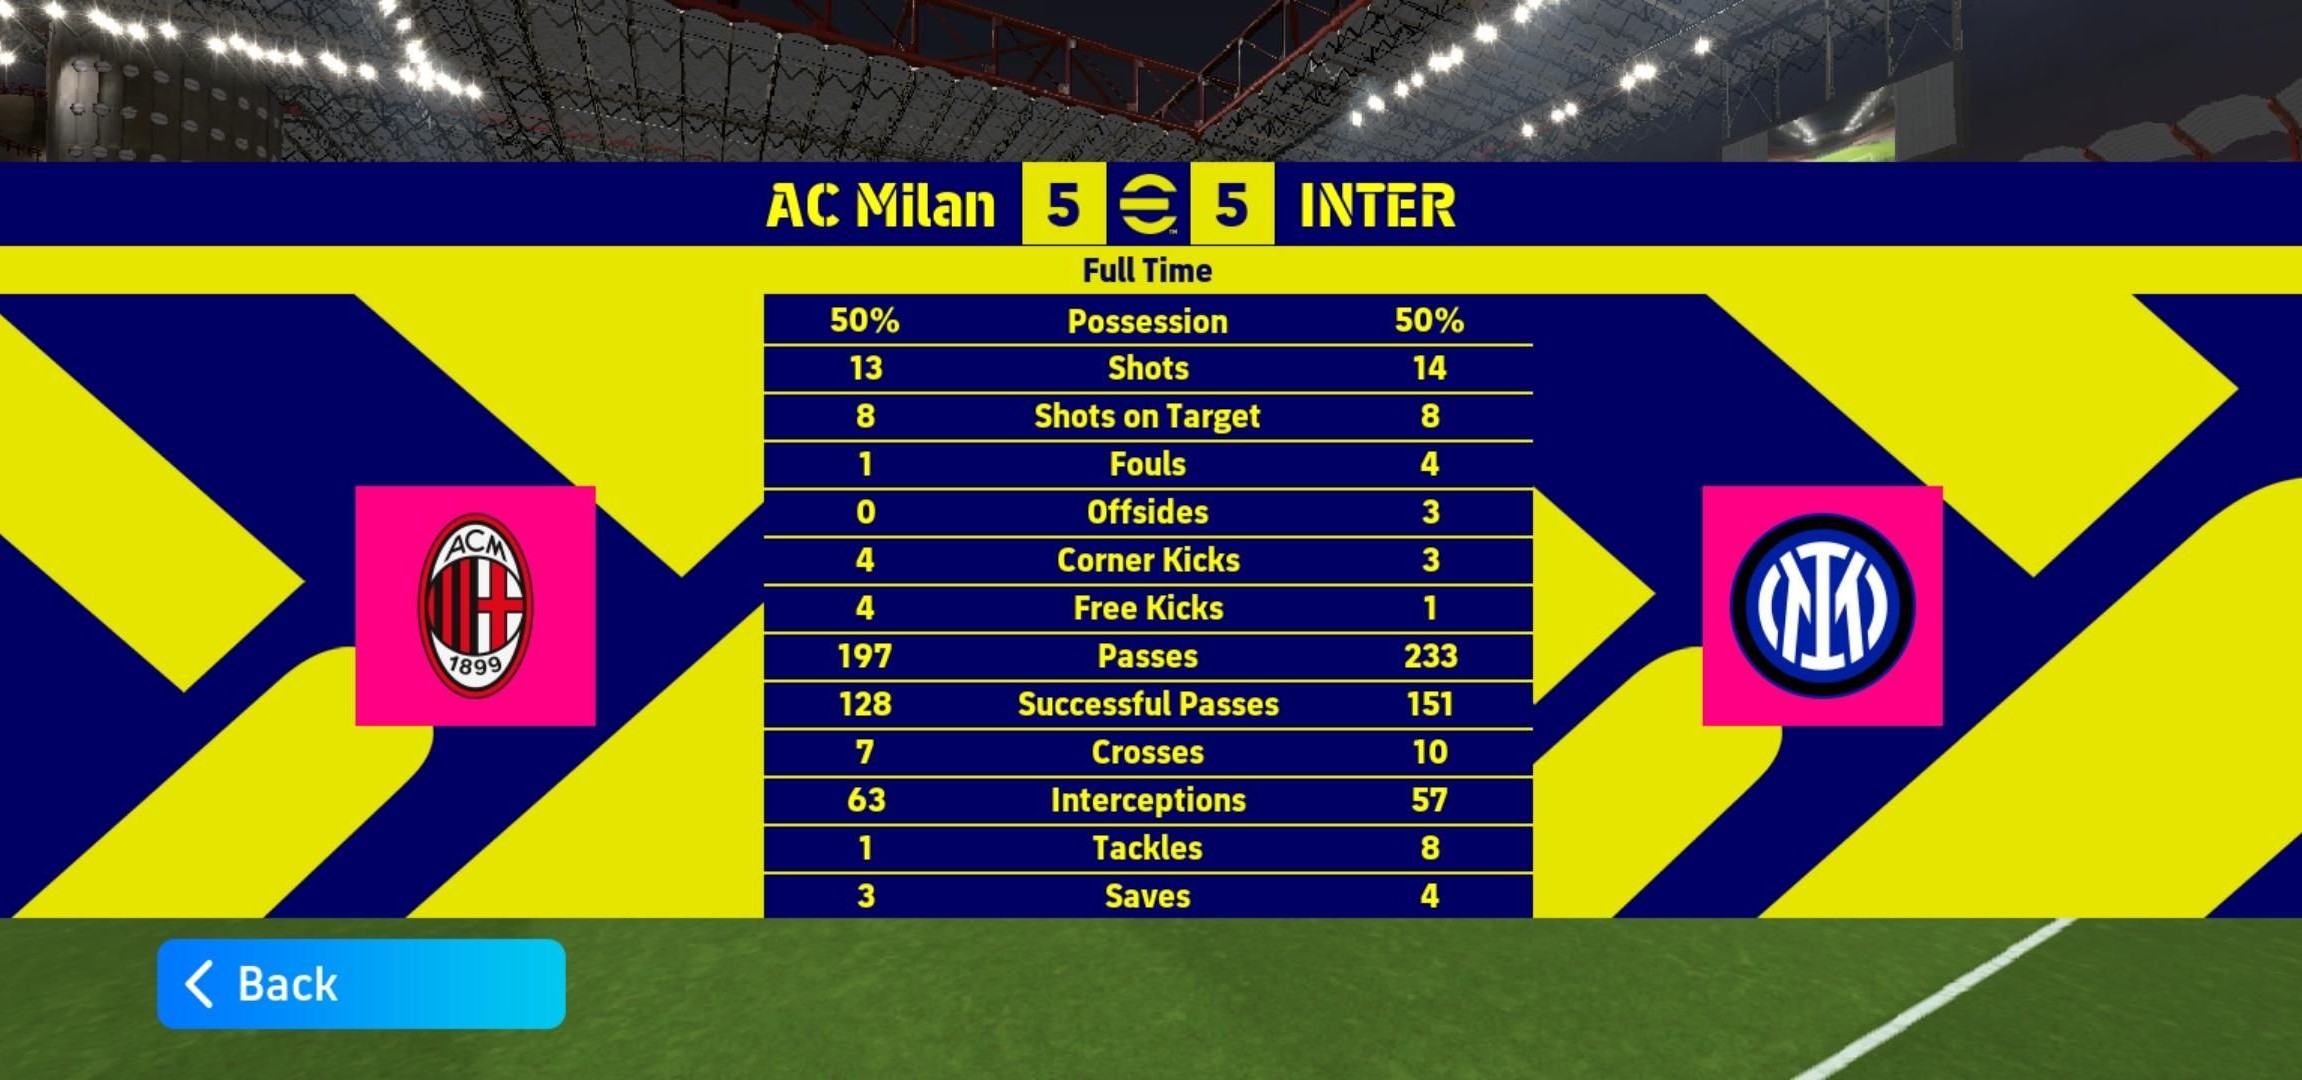 AC Milan 5 5 INTER
Full Time
50% Possession 50%
13 Shots 14
8 Shots on Target 8
1 Fouls 4
0 Offsides 3
4 Corner Kicks 3
4 Free Kicks 1
197 Passes 233
128 Successful Passes 151
7 Crosses 10
63 Interceptions 57
1 Tackles 8
3 Saves 4
ACM
1899
Back